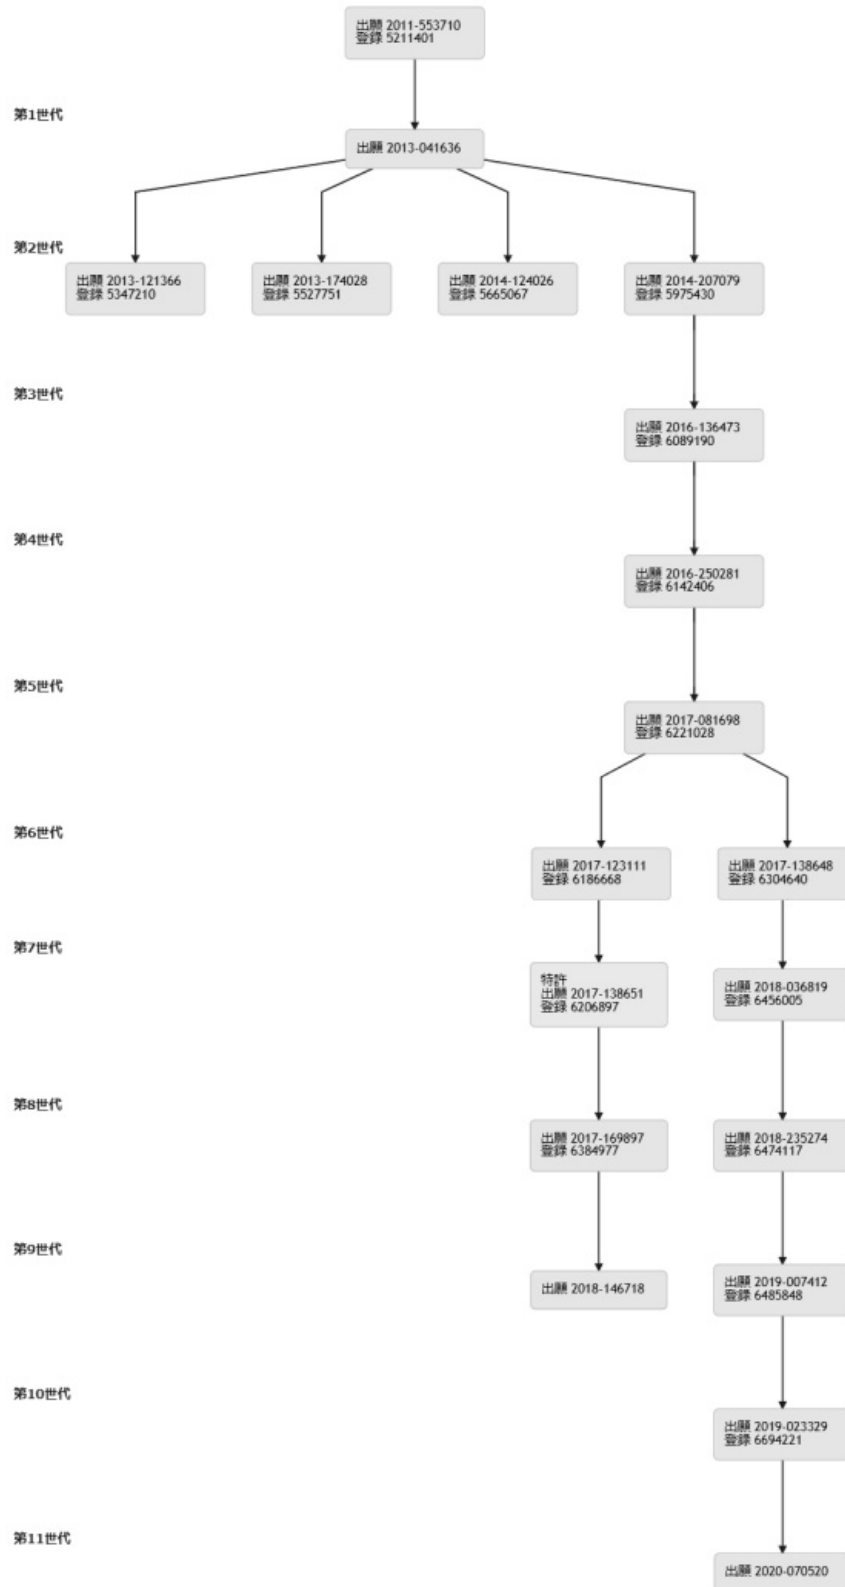 出願 2011-553710
登録 5211401
第1世代
出願 2013-041636
第2世代
出願 2013-121366
登録 5347210
出願 2013-174028
登録 5527751
出願 2014-124026
登録 5665067
出願 2014-207079
登録 5975430
第3世代
出願 2016-136473
登録 6089190
第4世代
出願 2016-250281
登録 6142406
第5世代
出願 2017-081698
登録 6221028
第6世代
出願 2017-123111
登録 6186668
出願 2017-138648
登録 6304640
第7世代
特許
出願 2017-138651
登録 6206897
出願 2018-036819
登録 6456005
第8世代
出願 2017-169897
登録 6384977
出願 2018-235274
登録 6474117
第9世代
出願 2018-146718
出願 2019-007412
登録 6485848
第10世代
出願 2019-023329
登録 6694221
第11世代
出願 2020-070520